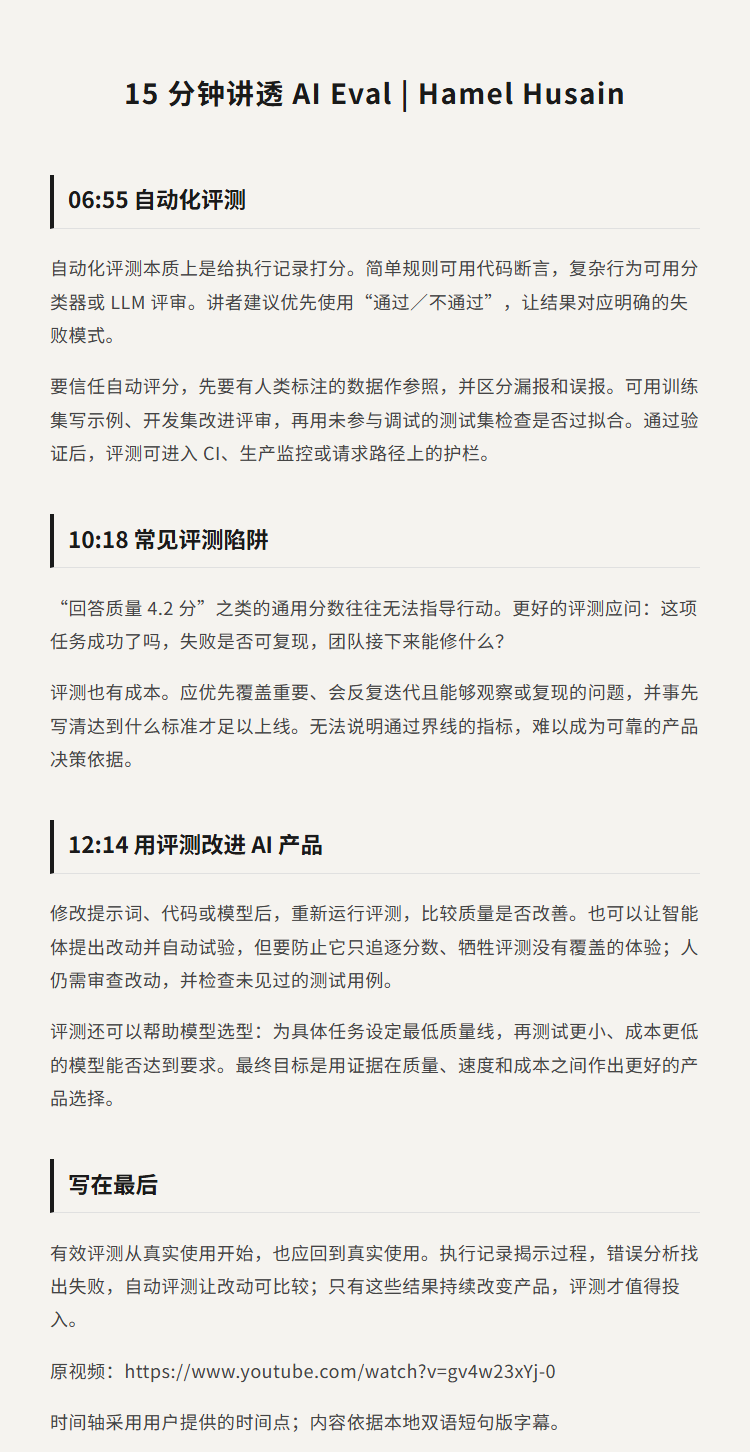 15 分钟讲透 AI Eval | Hamel Husain
06:55 自动化评测
自动化评测本质上是给执行记录打分。简单规则可用代码断言，复杂行为可用分
类器或 LLM 评审。讲者建议优先使用“通过／不通过”，让结果对应明确的失
败模式。
要信任自动评分，先要有人类标注的数据作参照，并区分漏报和误报。可用训练
集写示例、开发集改进评审，再用未参与调试的测试集检查是否过拟合。通过验
证后，评测可进入 CI、生产监控或请求路径上的护栏。
10:18 常见评测陷阱
“回答质量 4.2 分”之类的通用分数往往无法指导行动。更好的评测应问：这项
任务成功了吗，失败是否可复现，团队接下来能修什么？
评测也有成本。应优先覆盖重要、会反复迭代且能够观察或复现的问题，并事先
写清达到什么标准才足以上线。无法说明通过界线的指标，难以成为可靠的产品
决策依据。
12:14 用评测改进 AI 产品
修改提示词、代码或模型后，重新运行评测，比较质量是否改善。也可以让智能
体提出改动并自动试验，但要防止它只追逐分数、牺牲评测没有覆盖的体验；人
仍需审查改动，并检查未见过的测试用例。
评测还可以帮助模型选型：为具体任务设定最低质量线，再测试更小、成本更低
的模型能否达到要求。最终目标是用证据在质量、速度和成本之间作出更好的产
品选择。
写在最后
有效评测从真实使用开始，也应回到真实使用。执行记录揭示过程，错误分析找
出失败，自动评测让改动可比较；只有这些结果持续改变产品，评测才值得投
入。
原视频：https://www.youtube.com/watch?v=gv4w23xYj-0
时间轴采用用户提供的时间点；内容依据本地双语短句版字幕。